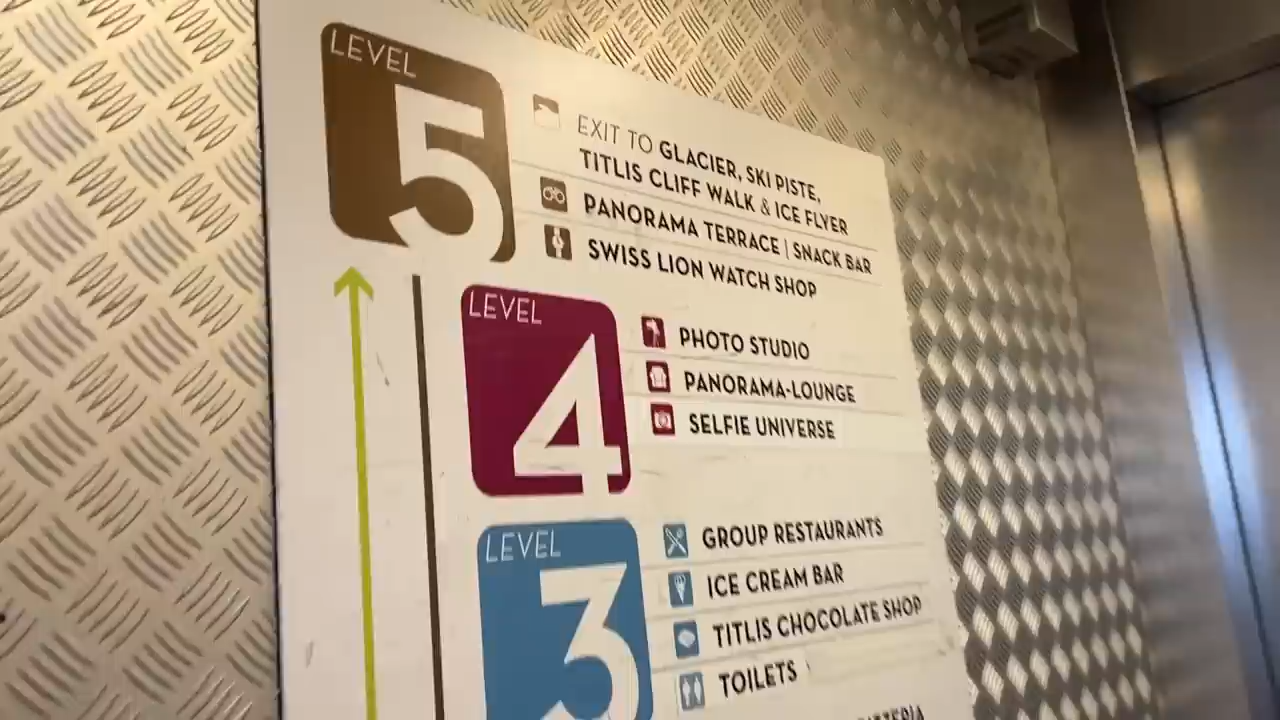 LEVEL
5
EXIT TO GLACIER, SKI PISTE,
TITLIS CLIFF WALK & ICE FLYER
PANORAMA TERRACE | SNACK BAR
SWISS LION WATCH SHOP
LEVEL
4
PHOTO STUDIO
PANORAMA-LOUNGE
SELFIE UNIVERSE
LEVEL
3
GROUP RESTAURANTS
ICE CREAM BAR
TITLIS CHOCOLATE SHOP
TOILETS